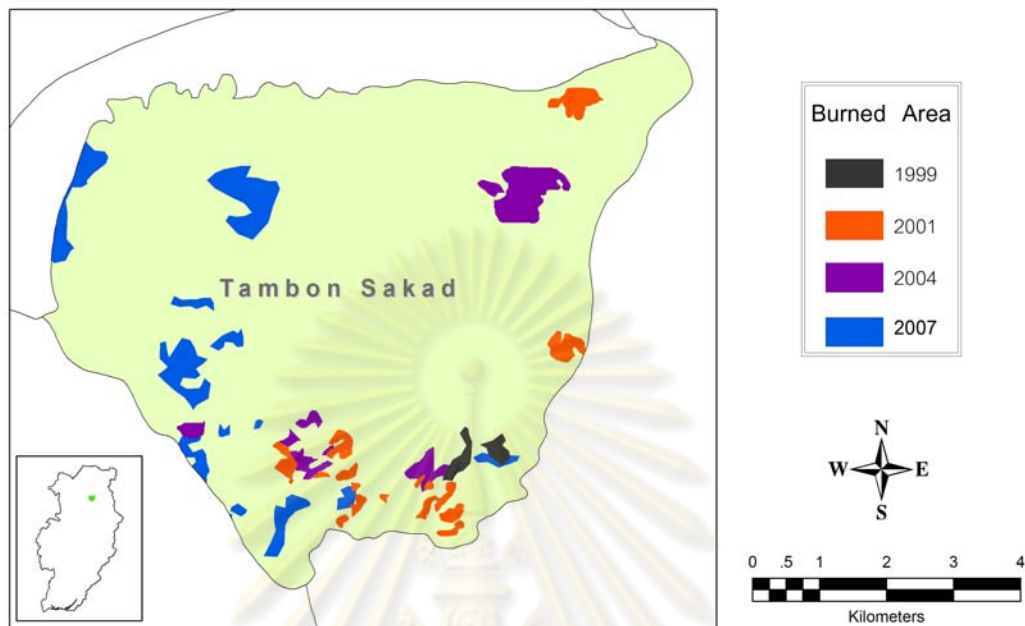 Tambon Sakad
Burned Area
1999
2001
2004
2007
N
W E
S
0 .5 1 2 3 4
Kilometers